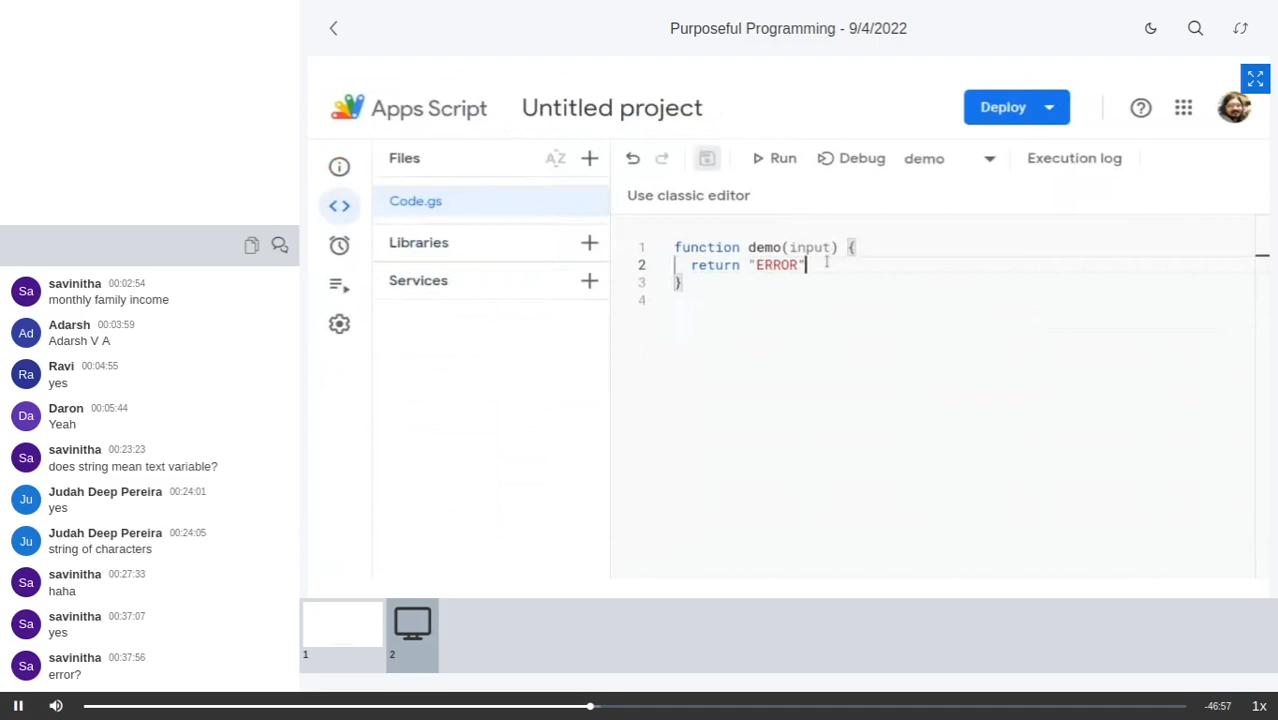 Purposeful Programming - 9/4/2022
Apps Script
Untitled project
Deploy
Files
Run
Debug
demo
Execution log
Use classic editor
Code.gs
Libraries
Services
1 function demo(input) {
2 return "ERROR"
3 }
4
Sa savinitha 00:02:54
monthly family income
Ad Adarsh 00:03:59
Adarsh V A
Ra Ravi 00:04:55
yes
Da Daron 00:05:44
Yeah
Sa savinitha 00:23:23
does string mean text variable?
Ju Judah Deep Pereira 00:24:01
yes
Ju Judah Deep Pereira 00:24:05
string of characters
Sa savinitha 00:27:33
haha
Sa savinitha 00:37:07
yes
Sa savinitha 00:37:56
error?
1
2
-46:57
1x